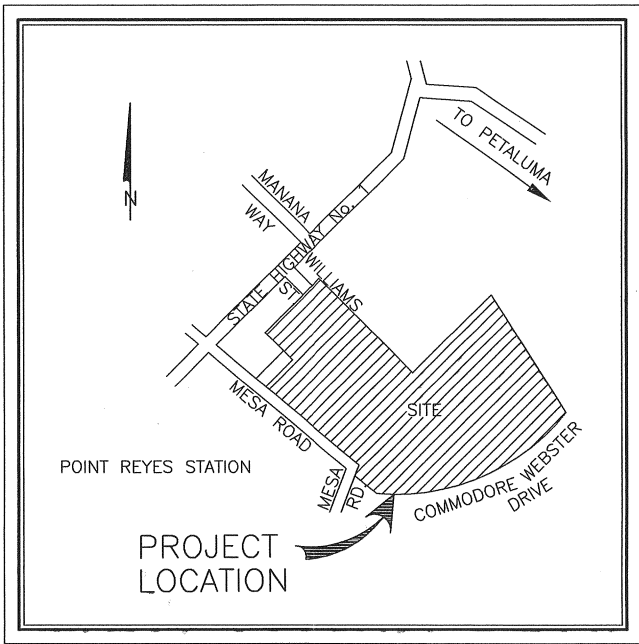 TO PETALUMA
N
MANANA
WAY
STATE HIGHWAY No. 1
WILLIAMS
ST
MESA ROAD
SITE
POINT REYES STATION
MESA
RD
COMMODORE WEBSTER
DRIVE
PROJECT
LOCATION